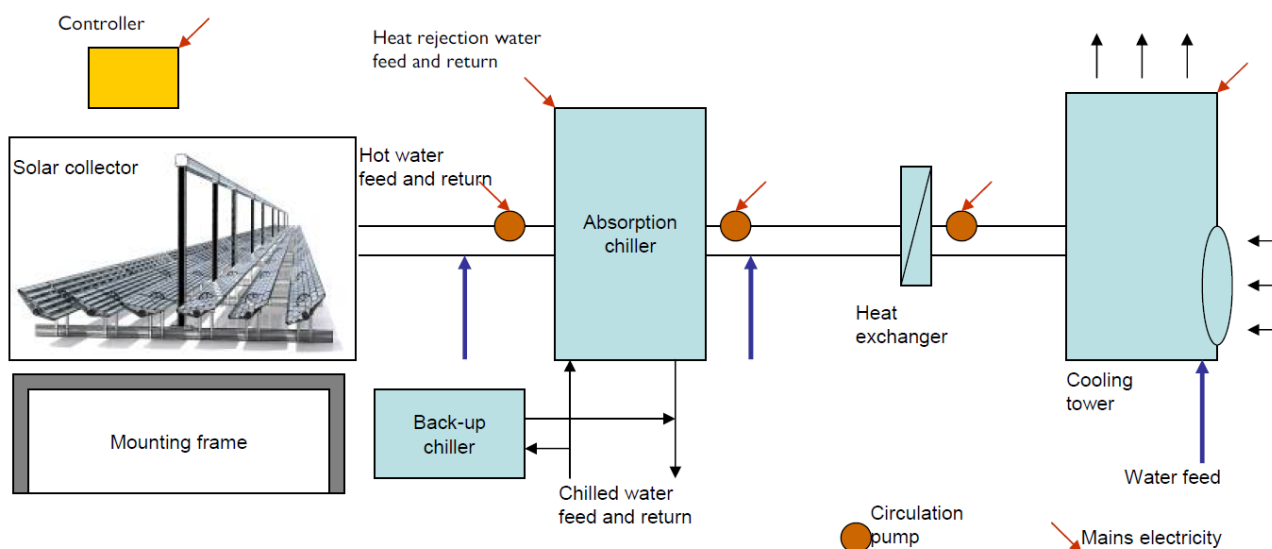 Controller
Heat rejection water
feed and return
Solar collector
Hot water
feed and return
Absorption
chiller
Heat
exchanger
Cooling
tower
Mounting frame
Back-up
chiller
Chilled water
feed and return
Water feed
Circulation
pump
Mains electricity